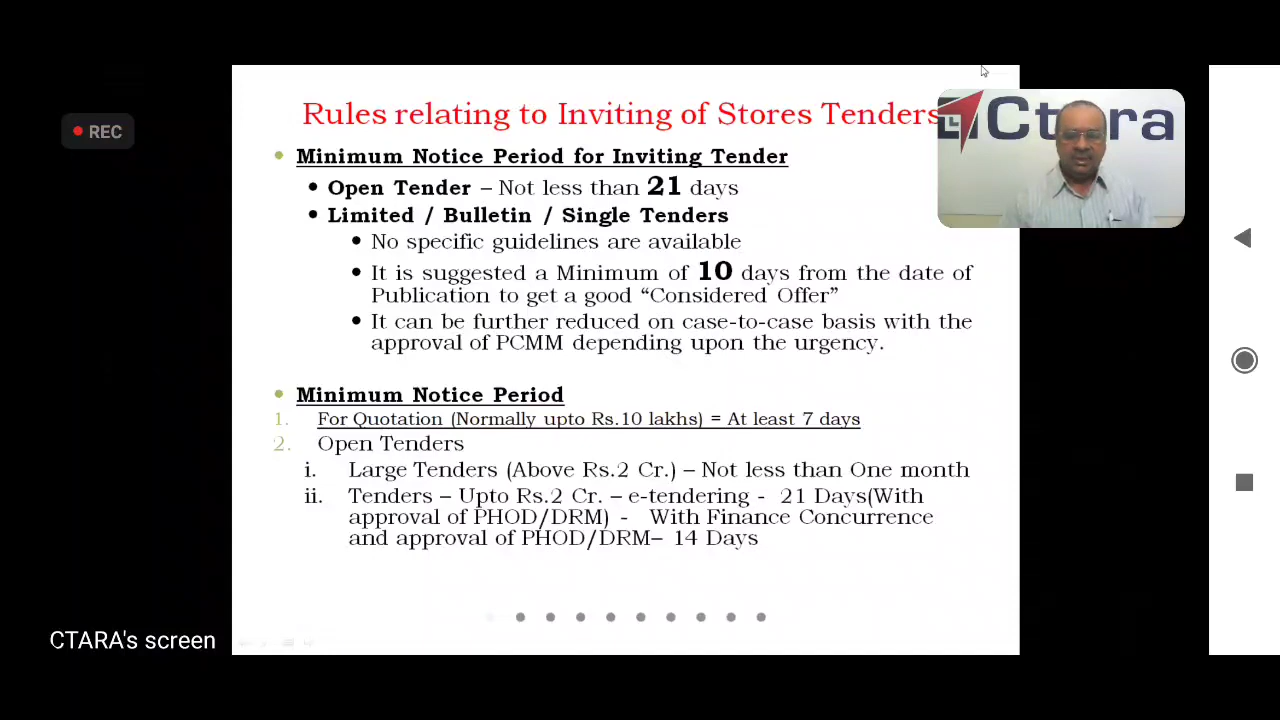 Rules relating to Inviting of Stores Tenders
REC
Minimum Notice Period for Inviting Tender
Open Tender – Not less than 21 days
Limited / Bulletin / Single Tenders
No specific guidelines are available
It is suggested a Minimum of 10 days from the date of
Publication to get a good “Considered Offer”
It can be further reduced on case-to-case basis with the
approval of PCMM depending upon the urgency.
Minimum Notice Period
1. For Quotation (Normally upto Rs.10 lakhs) = At least 7 days
2. Open Tenders
i. Large Tenders (Above Rs.2 Cr.) – Not less than One month
ii. Tenders – Upto Rs.2 Cr. – e-tendering - 21 Days(With
approval of PHOD/DRM) - With Finance Concurrence
and approval of PHOD/DRM– 14 Days
CTARA's screen